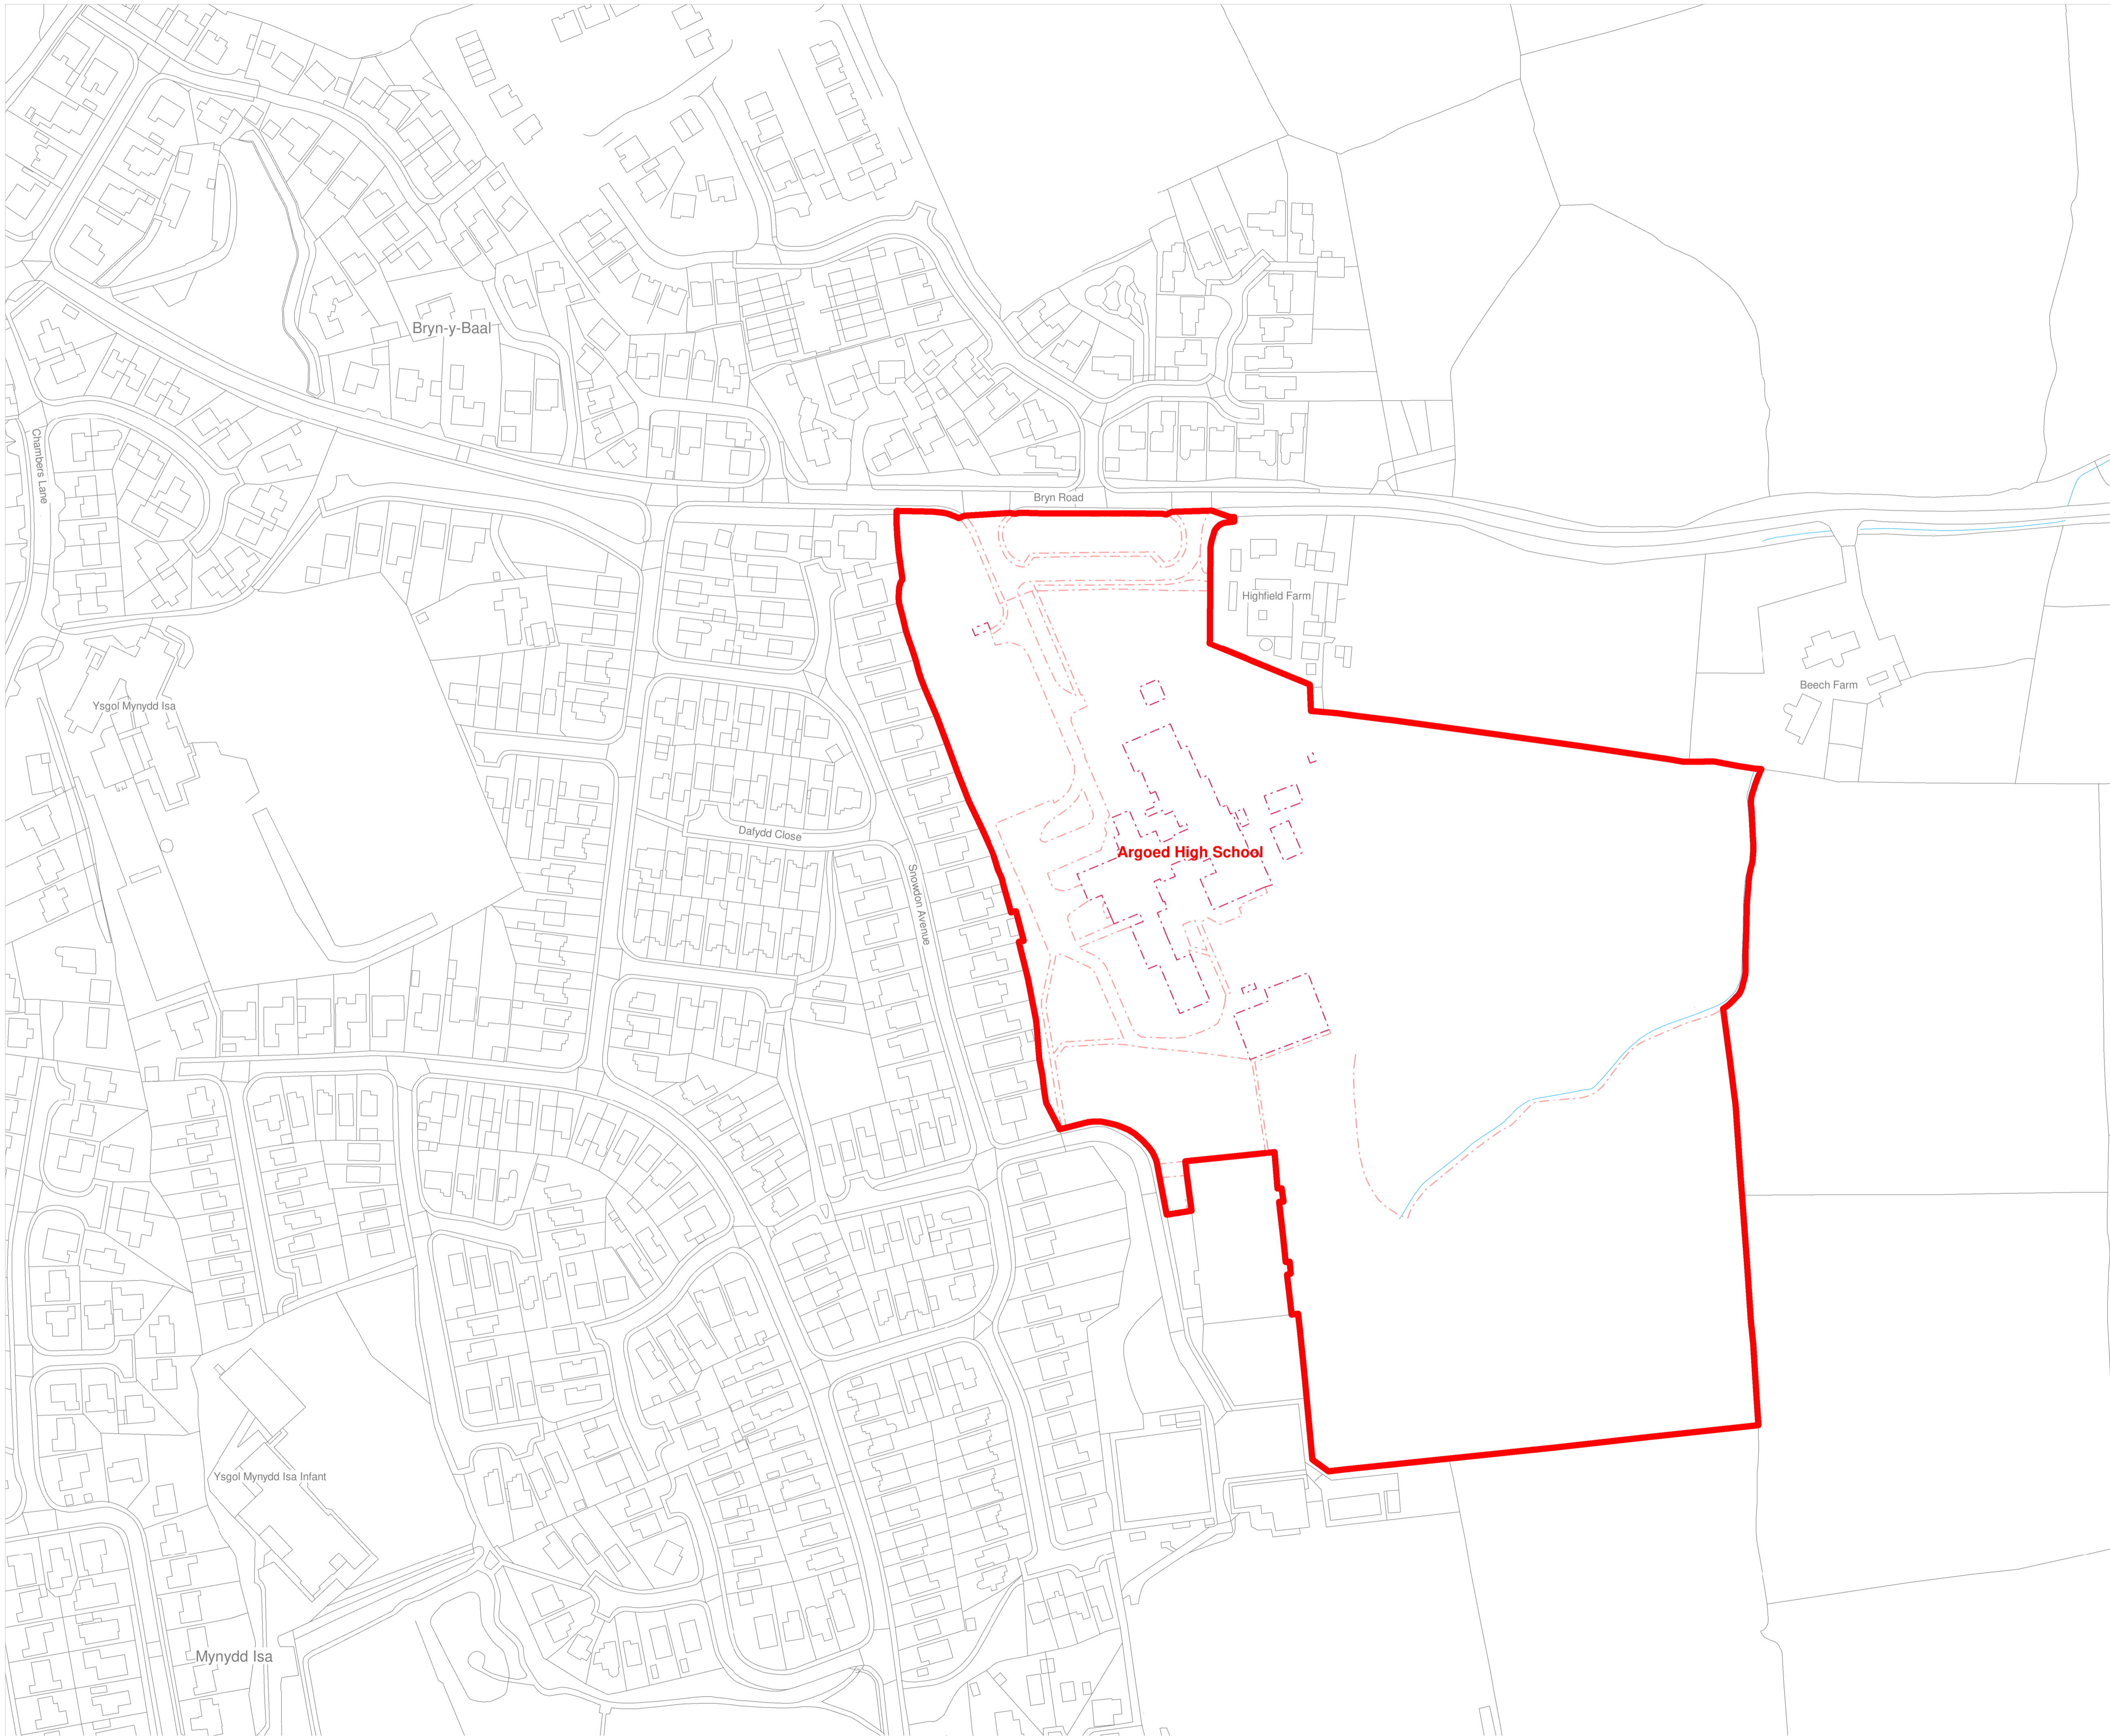 Bryn-y-Baal
Chambers Lane
Bryn Road
Highfield Farm
Beech Farm
Ysgol Mynydd Isa
Dafydd Close
Argoed High School
Snowdon Avenue
Ysgol Mynydd Isa Infant
Mynydd Isa